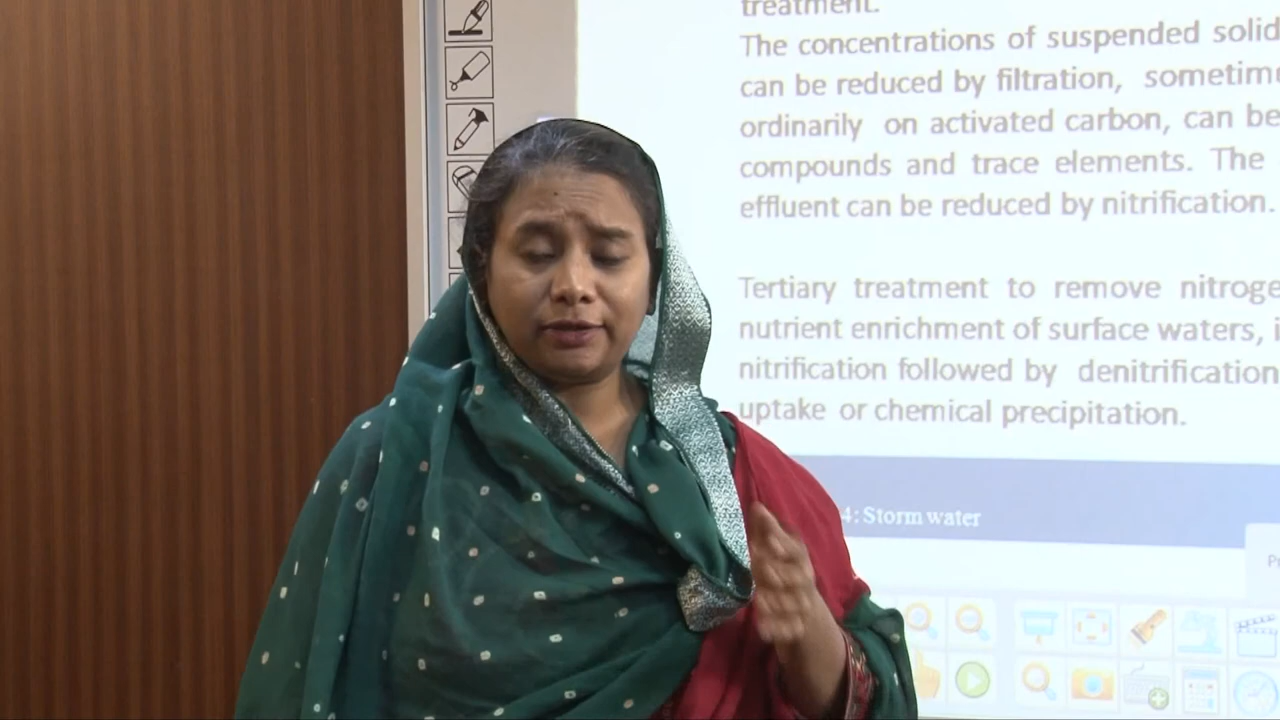 treatment.
The concentrations of suspended solid
can be reduced by filtration, sometim
ordinarily on activated carbon, can be
compounds and trace elements. The
effluent can be reduced by nitrification.
Tertiary treatment to remove nitroge
nutrient enrichment of surface waters, i
nitrification followed by denitrification
uptake or chemical precipitation.
4: Storm water